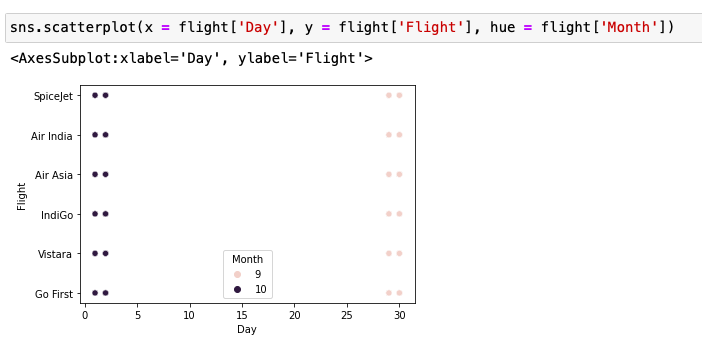 sns.scatterplot(x = flight['Day'], y = flight['Flight'], hue = flight['Month'])
<AxesSubplot:xlabel='Day', ylabel='Flight'>
SpiceJet
Air India
Air Asia
IndiGo
Vistara
Go First
Flight
Month
9
10
0 5 10 15 20 25 30
Day